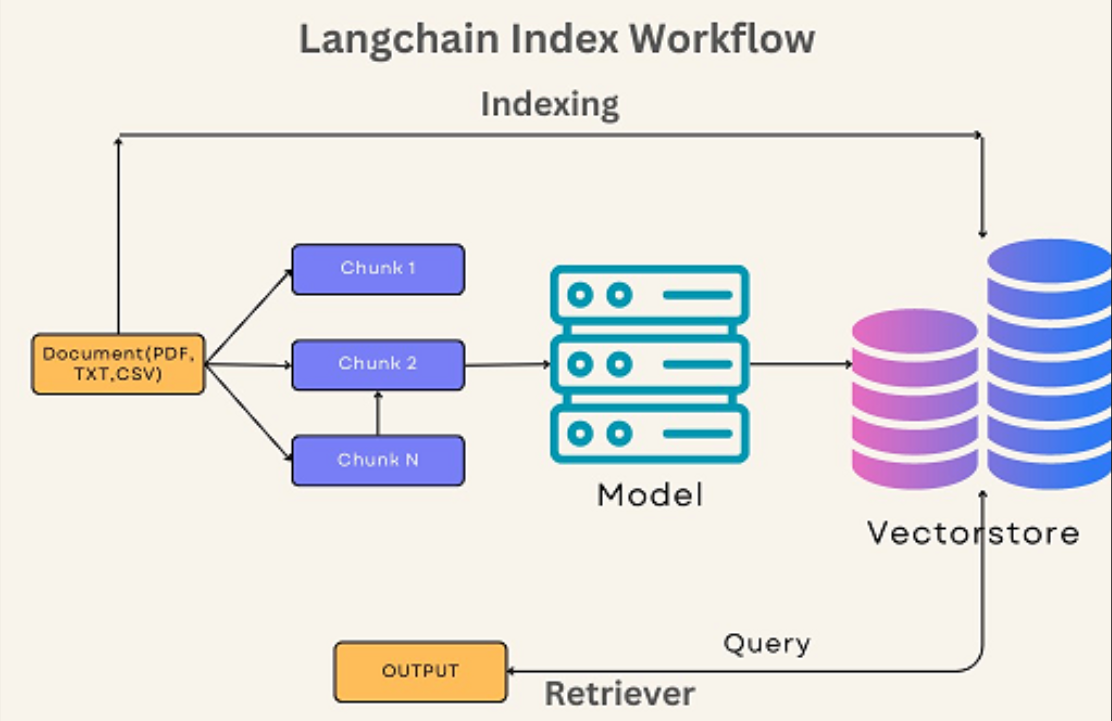 Langchain Index Workflow
Indexing
Chunk 1
Document(PDF,
TXT,CSV)
Chunk 2
Chunk N
Model
Vectorstore
Query
OUTPUT
Retriever